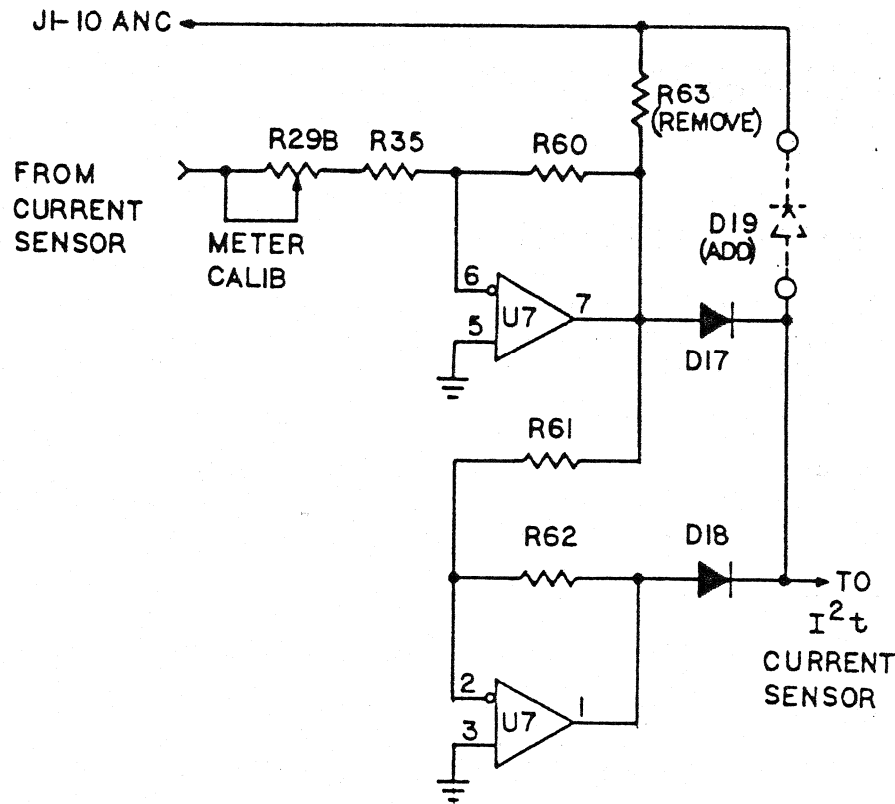 J1-10 ANC
R63
(REMOVE)
R29B
R35
R60
FROM
CURRENT
SENSOR
METER
CALIB
D19
(ADD)
6
5
U7
7
D17
R61
R62
D18
TO
I²t
CURRENT
SENSOR
2
3
U7
1